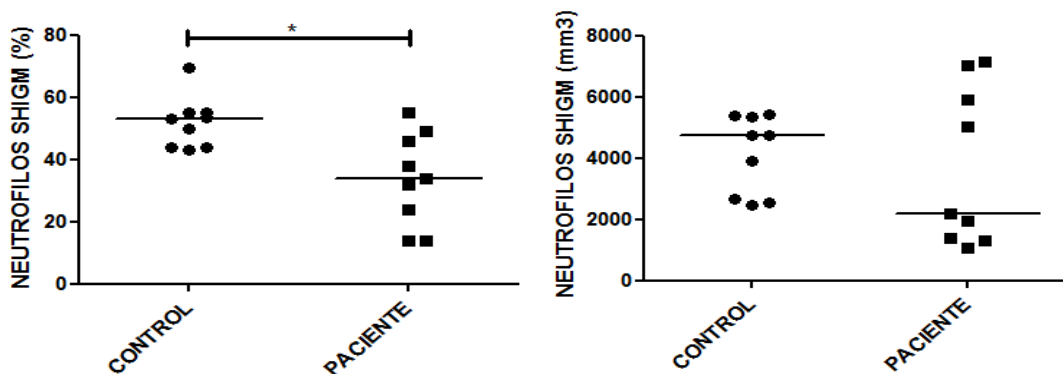 NEUTROFILOS SHIGM (%)
80
60
40
20
0
*
CONTROL
PACIENTE
NEUTROFILOS SHIGM (mm3)
8000
6000
4000
2000
0
CONTROL
PACIENTE